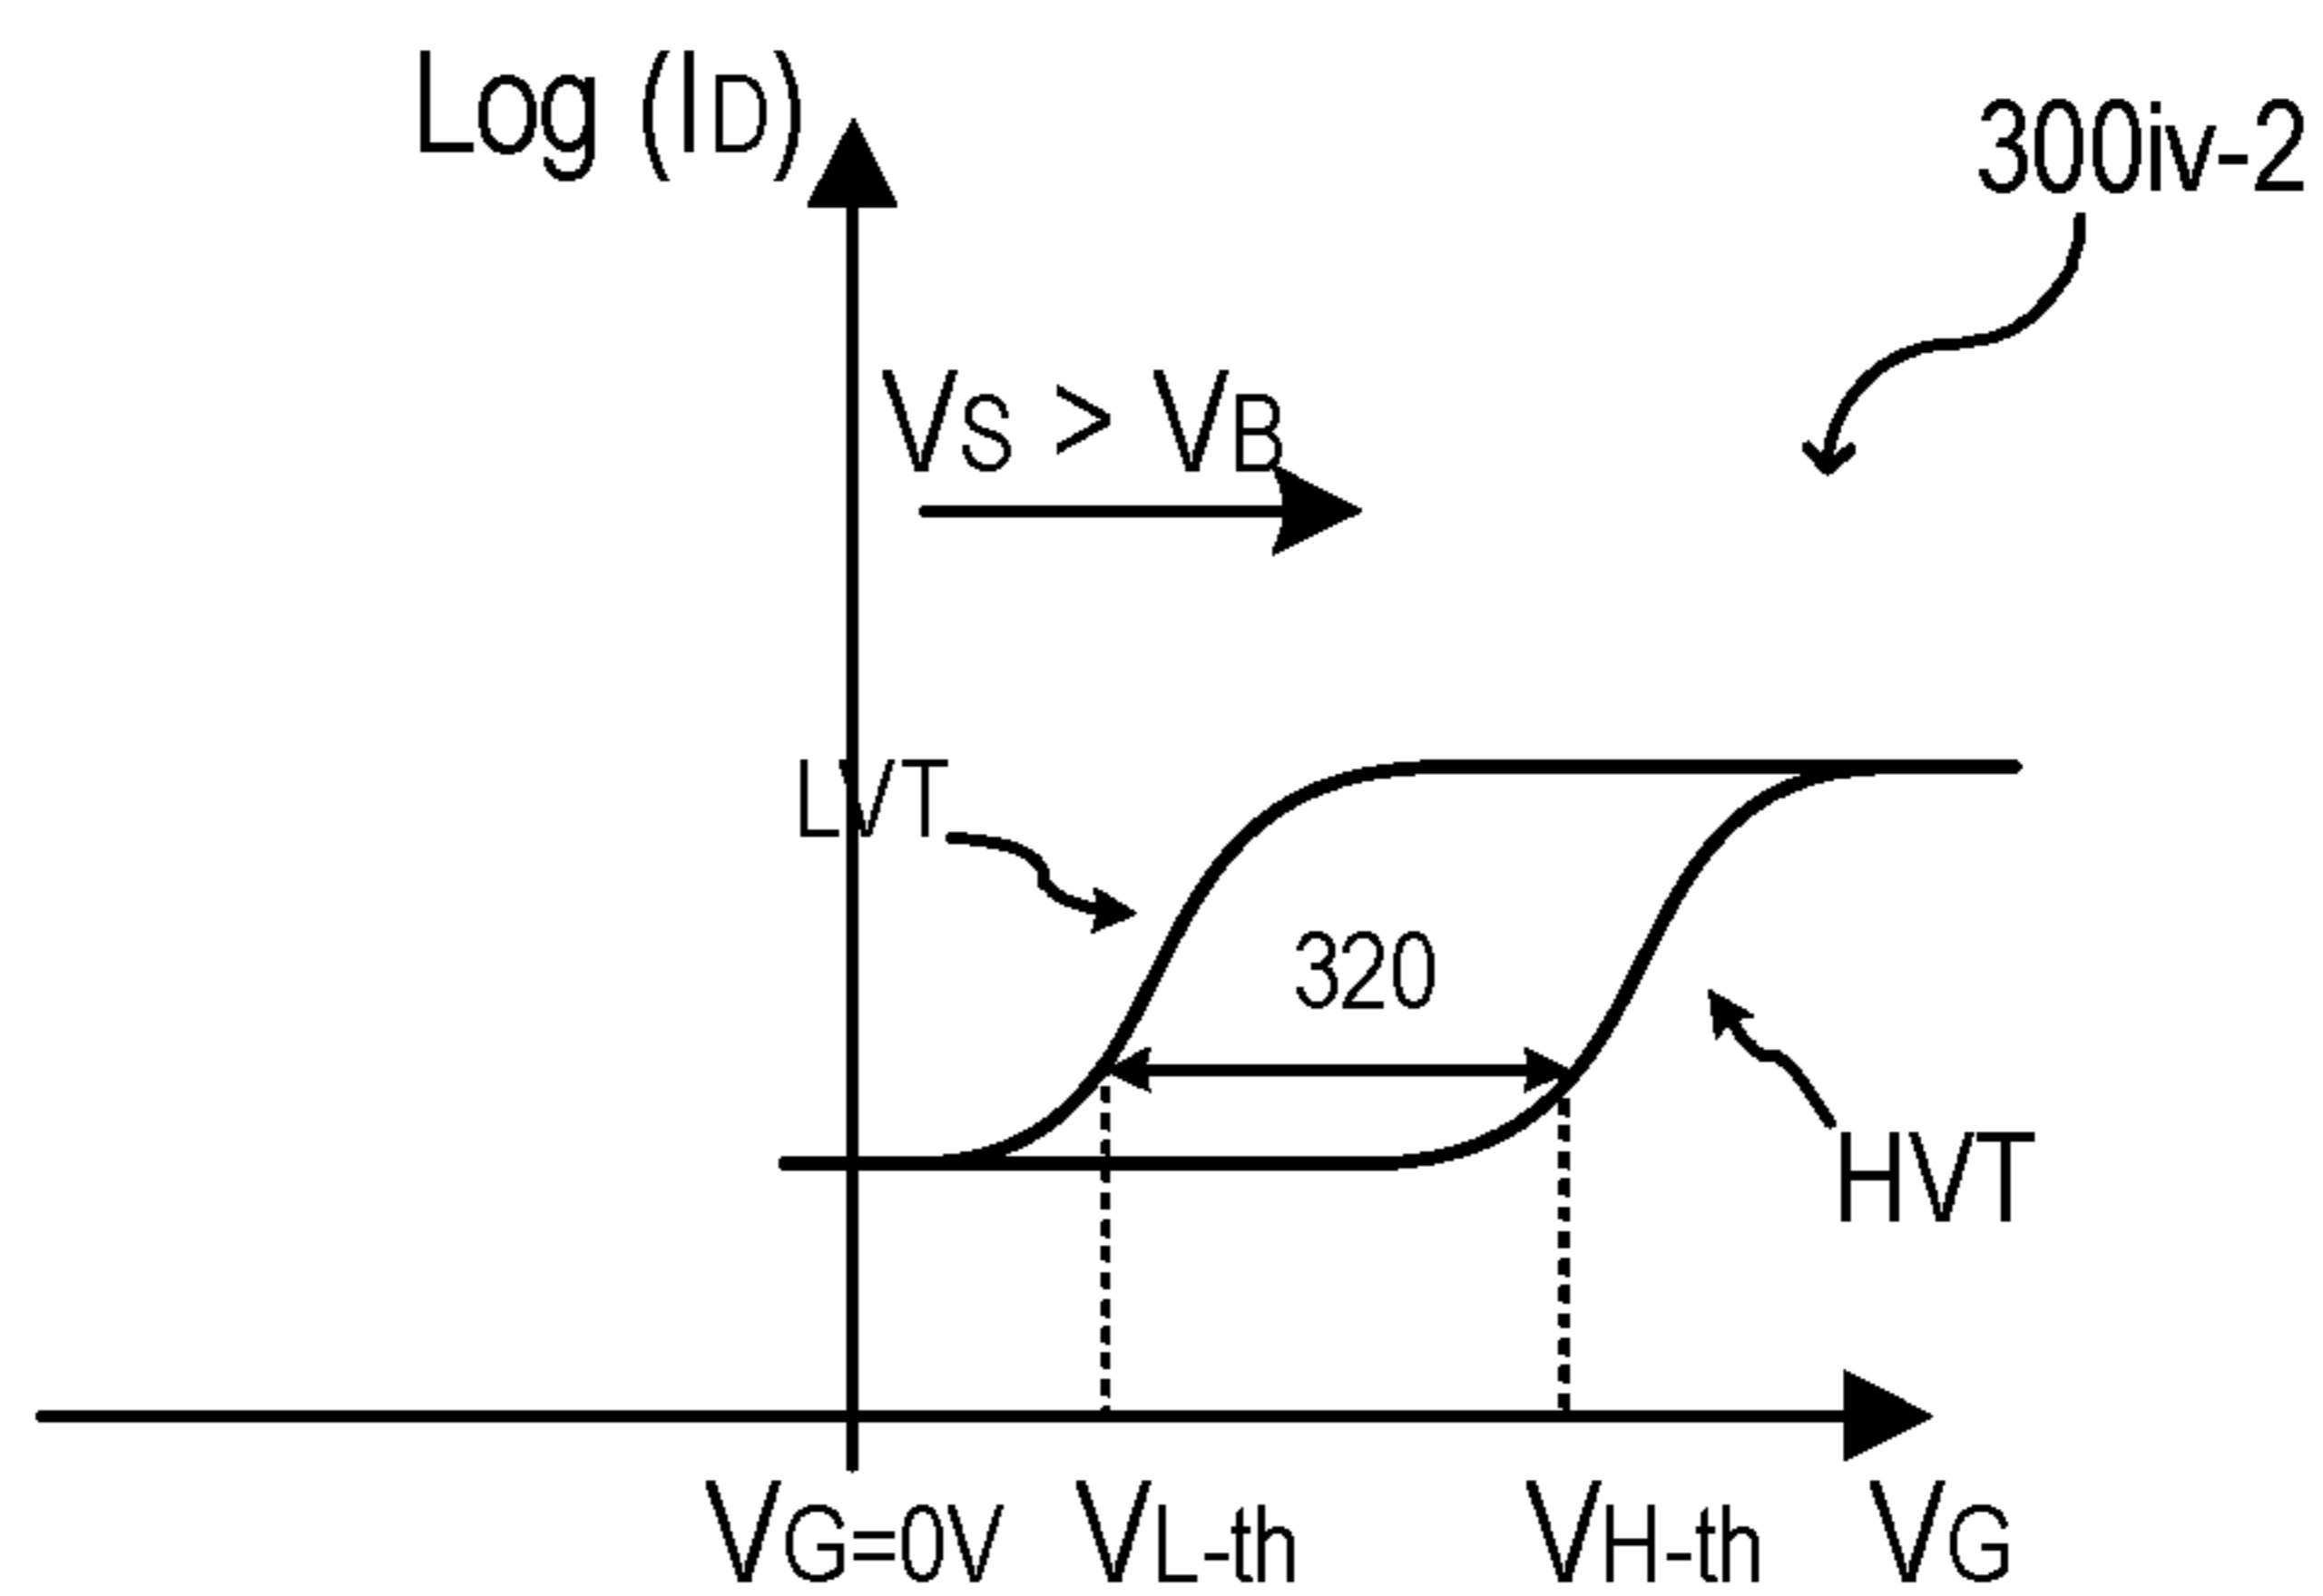 Log (ID)
300iv-2
VS > VB
LVT
320
HVT
VG=0V
VL-th
VH-th
VG